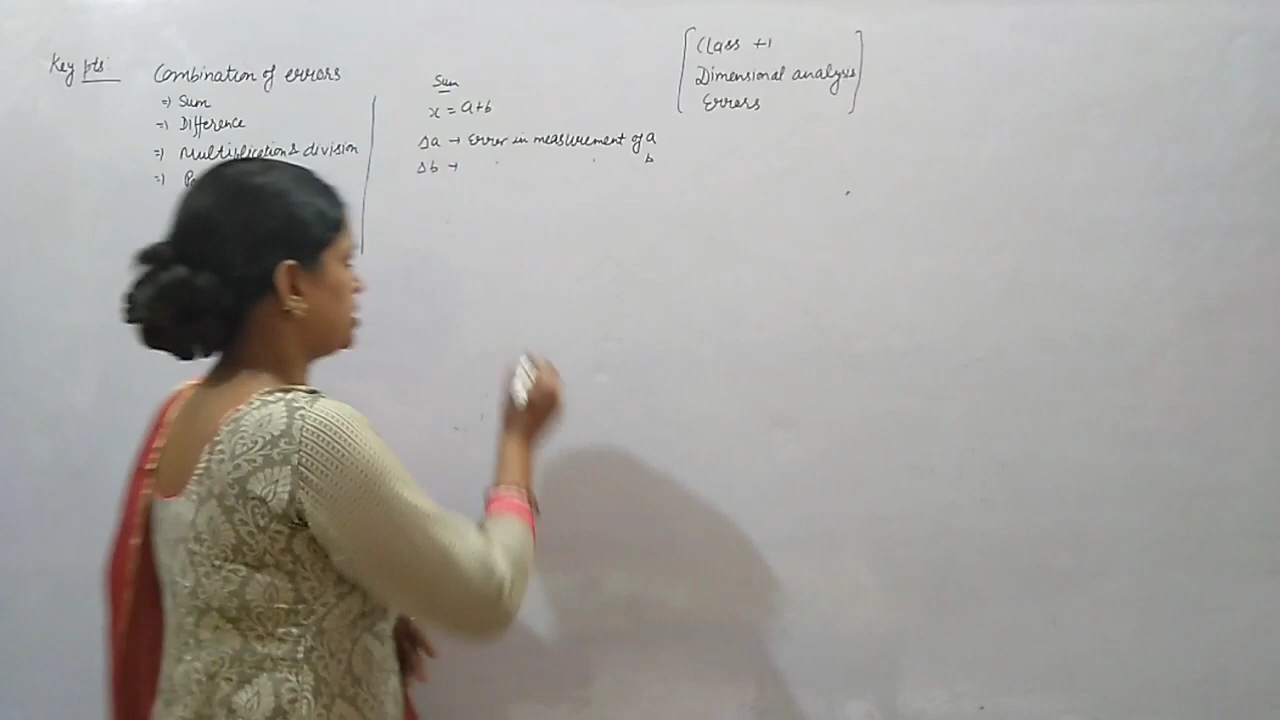 Key pts
Combination of errors
=) Sum
=) Difference
=) Multiplication & division
=)
Sum
x = a+b
Δa → Error in measurement of a
Δb → " " b
[Class +1
Dimensional analysis
Errors]